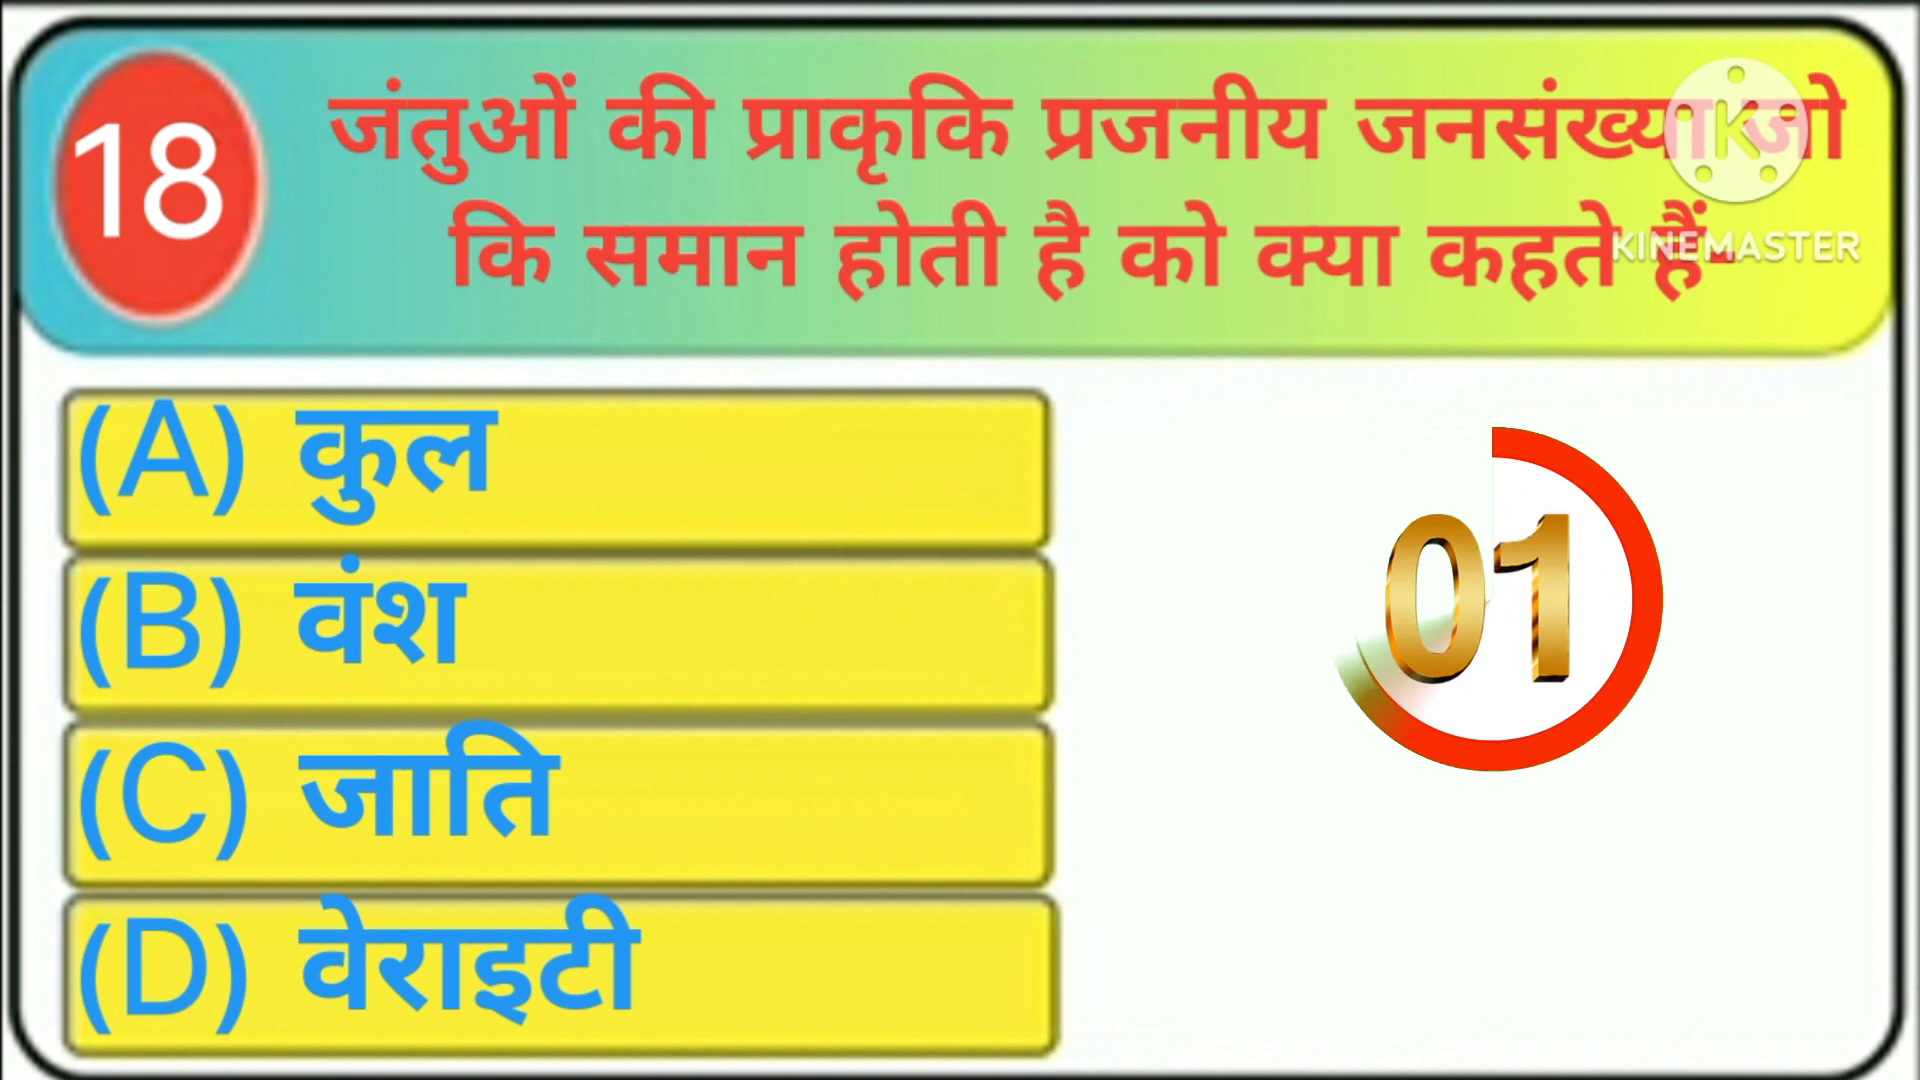 18
जंतुओं की प्राकृकि प्रजनीय जनसंख्या जो
कि समान होती है को क्या कहते हैं-
KINEMASTER
(A) कुल
(B) वंश
(C) जाति
(D) वेराइटी
01